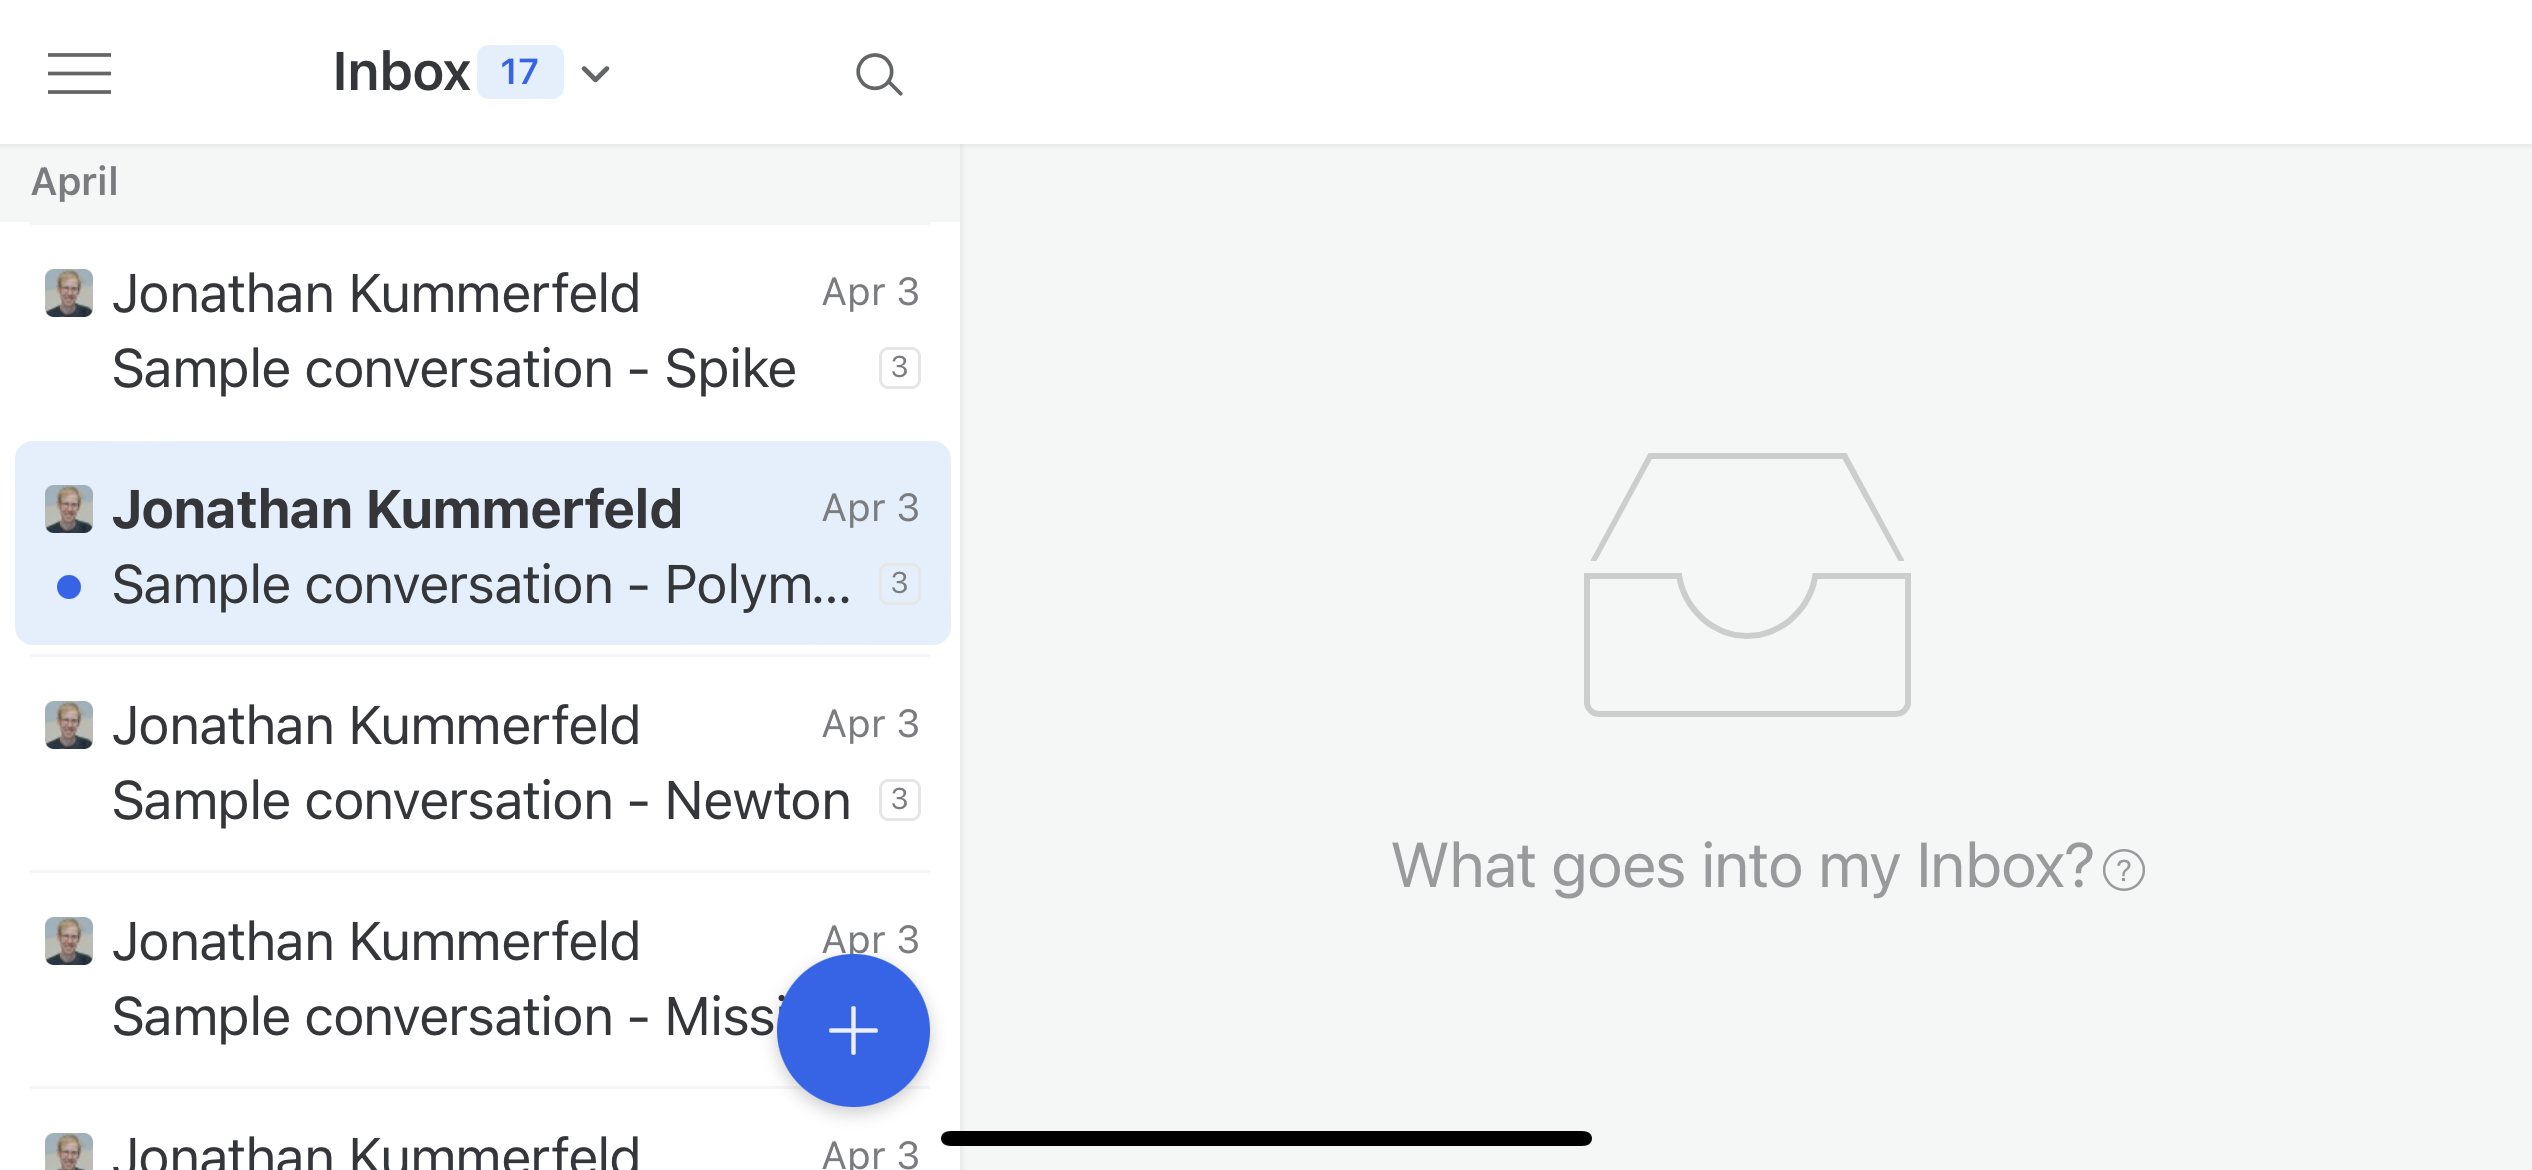 Inbox 17
April
Jonathan Kummerfeld Apr 3
Sample conversation - Spike 3
Jonathan Kummerfeld Apr 3
Sample conversation - Polym... 3
Jonathan Kummerfeld Apr 3
Sample conversation - Newton 3
Jonathan Kummerfeld Apr 3
Sample conversation - Missi
Jonathan Kummerfeld Apr 3
What goes into my Inbox? ?